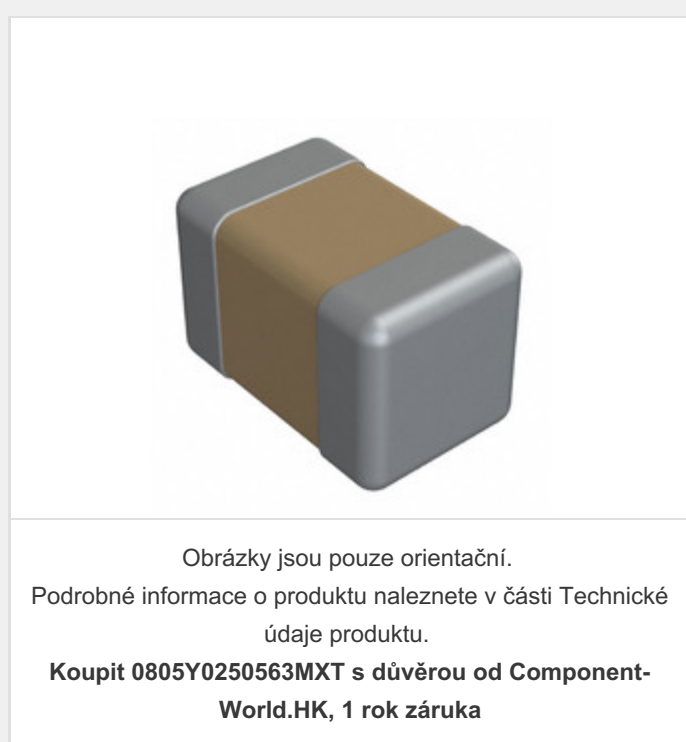 Obrázky jsou pouze orientační.
Podrobné informace o produktu naleznete v části Technické
údaje produktu.
Koupit 0805Y0250563MXT s důvěrou od Component-
World.HK, 1 rok záruka